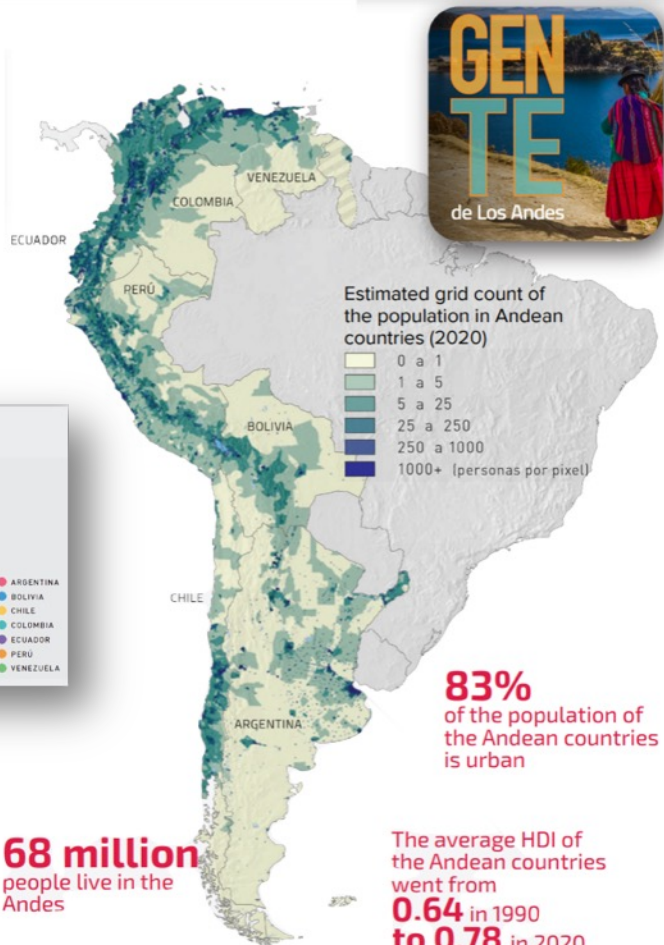 GEN
TE
de Los Andes
VENEZUELA
COLOMBIA
ECUADOR
PERÚ
Estimated grid count of
the population in Andean
countries (2020)
0 a 1
1 a 5
5 a 25
25 a 250
250 a 1000
1000+ (personas por pixel)
BOLIVIA
ARGENTINA
BOLIVIA
CHILE
COLOMBIA
ECUADOR
PERÚ
VENEZUELA
CHILE
ARGENTINA
83%
of the population of
the Andean countries
is urban
68 million
people live in the
Andes
The average HDI of
the Andean countries
went from
0.64 in 1990
to 0.78 in 2020